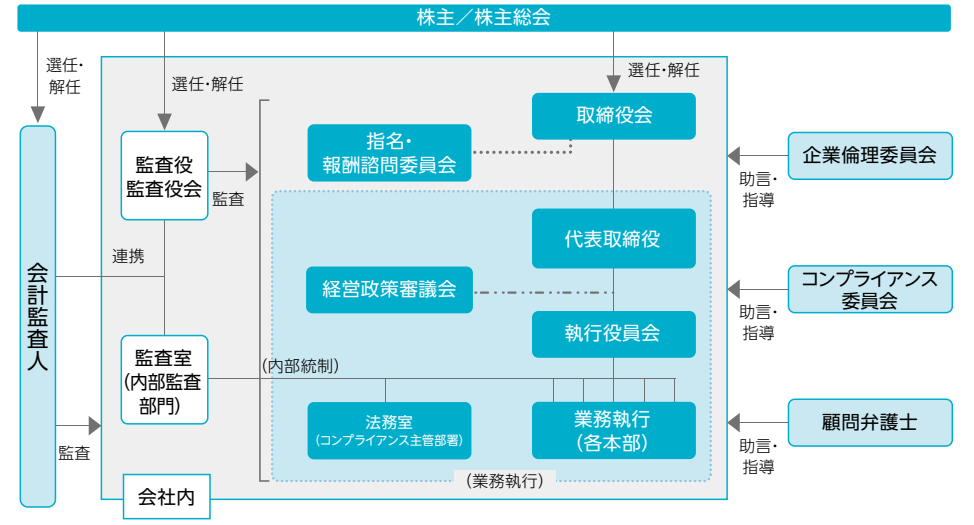 株主／株主総会
選任・
解任
選任・解任
選任・解任
取締役会
指名・
報酬諮問委員会
監査役
監査役会
監査
企業倫理委員会
助言・
指導
代表取締役
連携
会計監査人
経営政策審議会
コンプライアンス
委員会
助言・
指導
執行役員会
監査室
(内部監査
部門)
(内部統制)
法務室
(コンプライアンス主管部署)
業務執行
(各本部)
顧問弁護士
助言・
指導
監査
(業務執行)
会社内